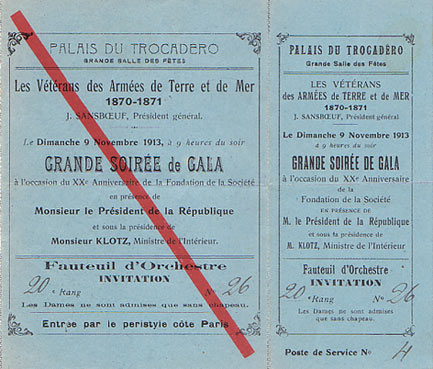 PALAIS DU TROCADERO
GRANDE SALLE DES FÊTES
Les Vétérans des Armées de Terre et de Mer
1870-1871
J. SANSBŒUF, Président général.
Le Dimanche 9 Novembre 1913, à 9 heures du soir
GRANDE SOIRÉE de GALA
à l'occasion du XXe Anniversaire de la Fondation de la Société
en présence de
Monsieur le Président de la République
et sous la présidence de
Monsieur KLOTZ, Ministre de l'Intérieur.
Fauteuil d'Orchestre
INVITATION
20 e Rang No 26
Les Dames ne sont admises que sans chapeau.
Entrée par le péristyle côté Paris
PALAIS DU TROCADÈRO
Grande Salle des Fêtes
LES VÉTÉRANS
des ARMÉES de TERRE et de MER
1870-1871
J. SANSBŒUF, Président général
Le Dimanche 9 Novembre 1913
à 9 heures du soir
GRANDE SOIRÉE DE GALA
à l'occasion du XXe Anniversaire
de la
Fondation de la Société
EN PRÉSENCE DE
M. le Président de la République
et sous la présidence de
M. KLOTZ, Ministre de l'Intérieur
Fauteuil d'Orchestre
INVITATION
20 e Rang No 26
Les Dames ne sont admises
que sans chapeau.
Poste de Service No 4